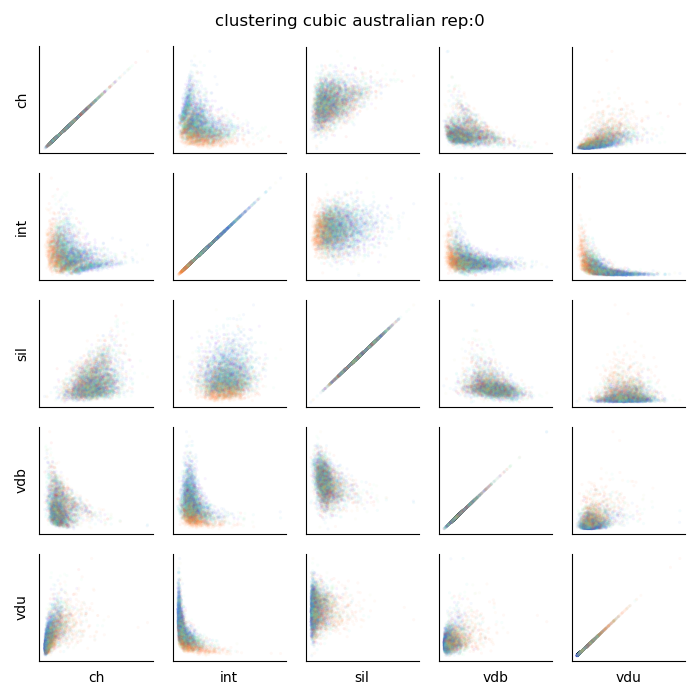 clustering cubic australian rep:0
ch
int
sil
vdb
vdu
ch int sil vdb vdu